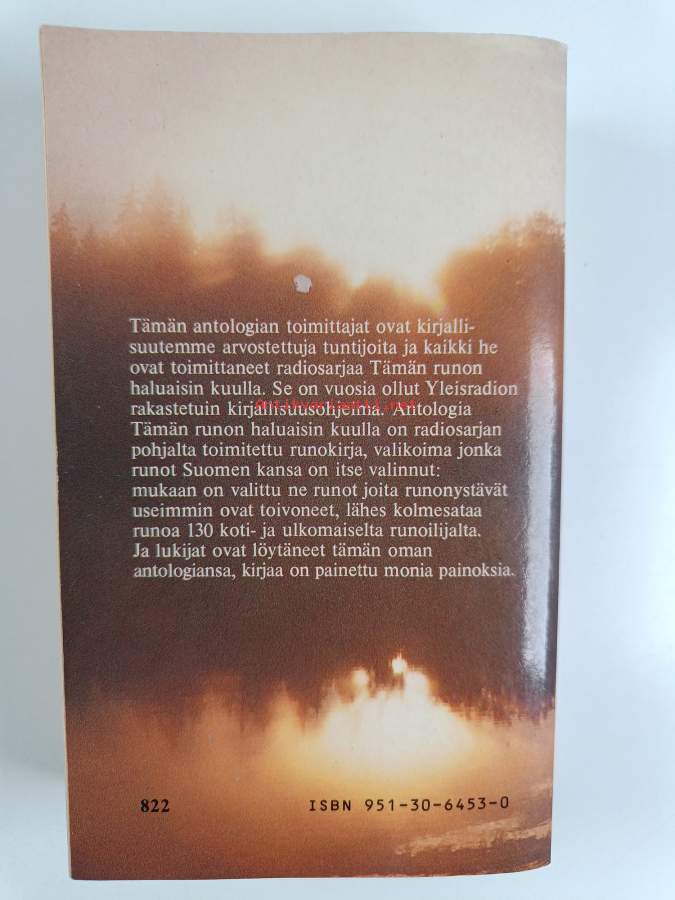 Tämän antologian toimittajat ovat kirjalli-
suutemme arvostettuja tuntijoita ja kaikki he
ovat toimittaneet radiosarjaa Tämän runon
haluaisin kuulla. Se on vuosia ollut Yleisradion
rakastetuin kirjallisuusohjelma. Antologia
Tämän runon haluaisin kuulla on radiosarjan
pohjalta toimitettu runokirja, valikoima jonka
runot Suomen kansa on itse valinnut:
mukaan on valittu ne runot joita runonystävät
useimmin ovat toivoneet, lähes kolmesataa
runoa 130 koti- ja ulkomaiselta runoilijalta.
Ja lukijat ovat löytäneet tämän oman
antologiansa, kirjaa on painettu monia painoksia.
822 ISBN 951-30-6453-0